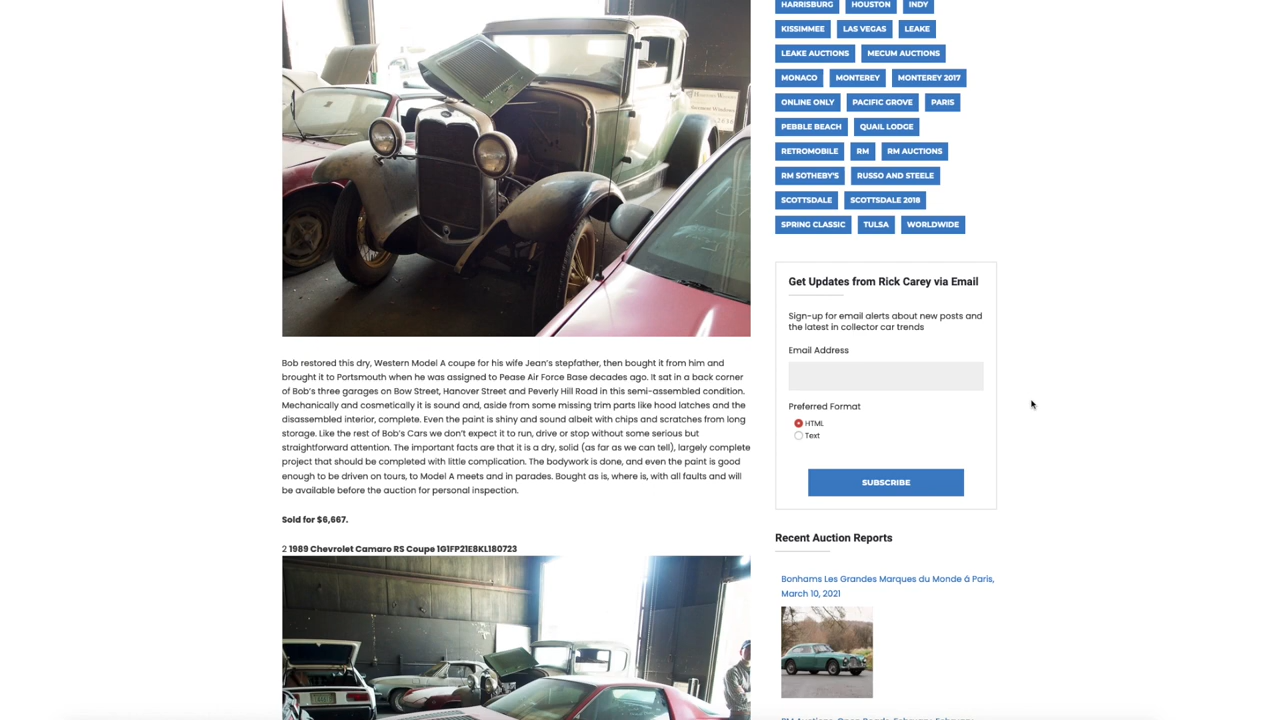 Bob restored this dry, Western Model A coupe for his wife Jean's stepfather, then bought it from him and
brought it to Portsmouth when he was assigned to Pease Air Force Base decades ago. It sat in a back corner
of Bob's three garages on Bow Street, Hanover Street and Peverly Hill Road in this semi-assembled condition.
Mechanically and cosmetically it is sound and, aside from some missing trim parts like hood latches and the
disassembled interior, complete. Even the paint is shiny and sound albeit with chips and scratches from long
storage. Like the rest of Bob's Cars we don't expect it to run, drive or stop without some serious but
straightforward attention. The important facts are that it is a dry, solid (as far as we can tell), largely complete
project that should be completed with little complication. The bodywork is done, and even the paint is good
enough to be driven on tours, to Model A meets and in parades. Bought as is, where is, with all faults and will
be available before the auction for personal inspection.
Sold for $6,667.
2 1989 Chevrolet Camaro RS Coupe 1G1FP21E8KL180723
HARRISBURG HOUSTON INDY
KISSIMMEE LAS VEGAS LEAKE
LEAKE AUCTIONS MECUM AUCTIONS
MONACO MONTEREY MONTEREY 2017
ONLINE ONLY PACIFIC GROVE PARIS
PEBBLE BEACH QUAIL LODGE
RETROMOBILE RM RM AUCTIONS
RM SOTHEBY'S RUSSO AND STEELE
SCOTTSDALE SCOTTSDALE 2018
SPRING CLASSIC TULSA WORLDWIDE
Get Updates from Rick Carey via Email
Sign-up for email alerts about new posts and
the latest in collector car trends
Email Address
Preferred Format
HTML
Text
SUBSCRIBE
Recent Auction Reports
Bonhams Les Grandes Marques du Monde á Paris,
March 10, 2021